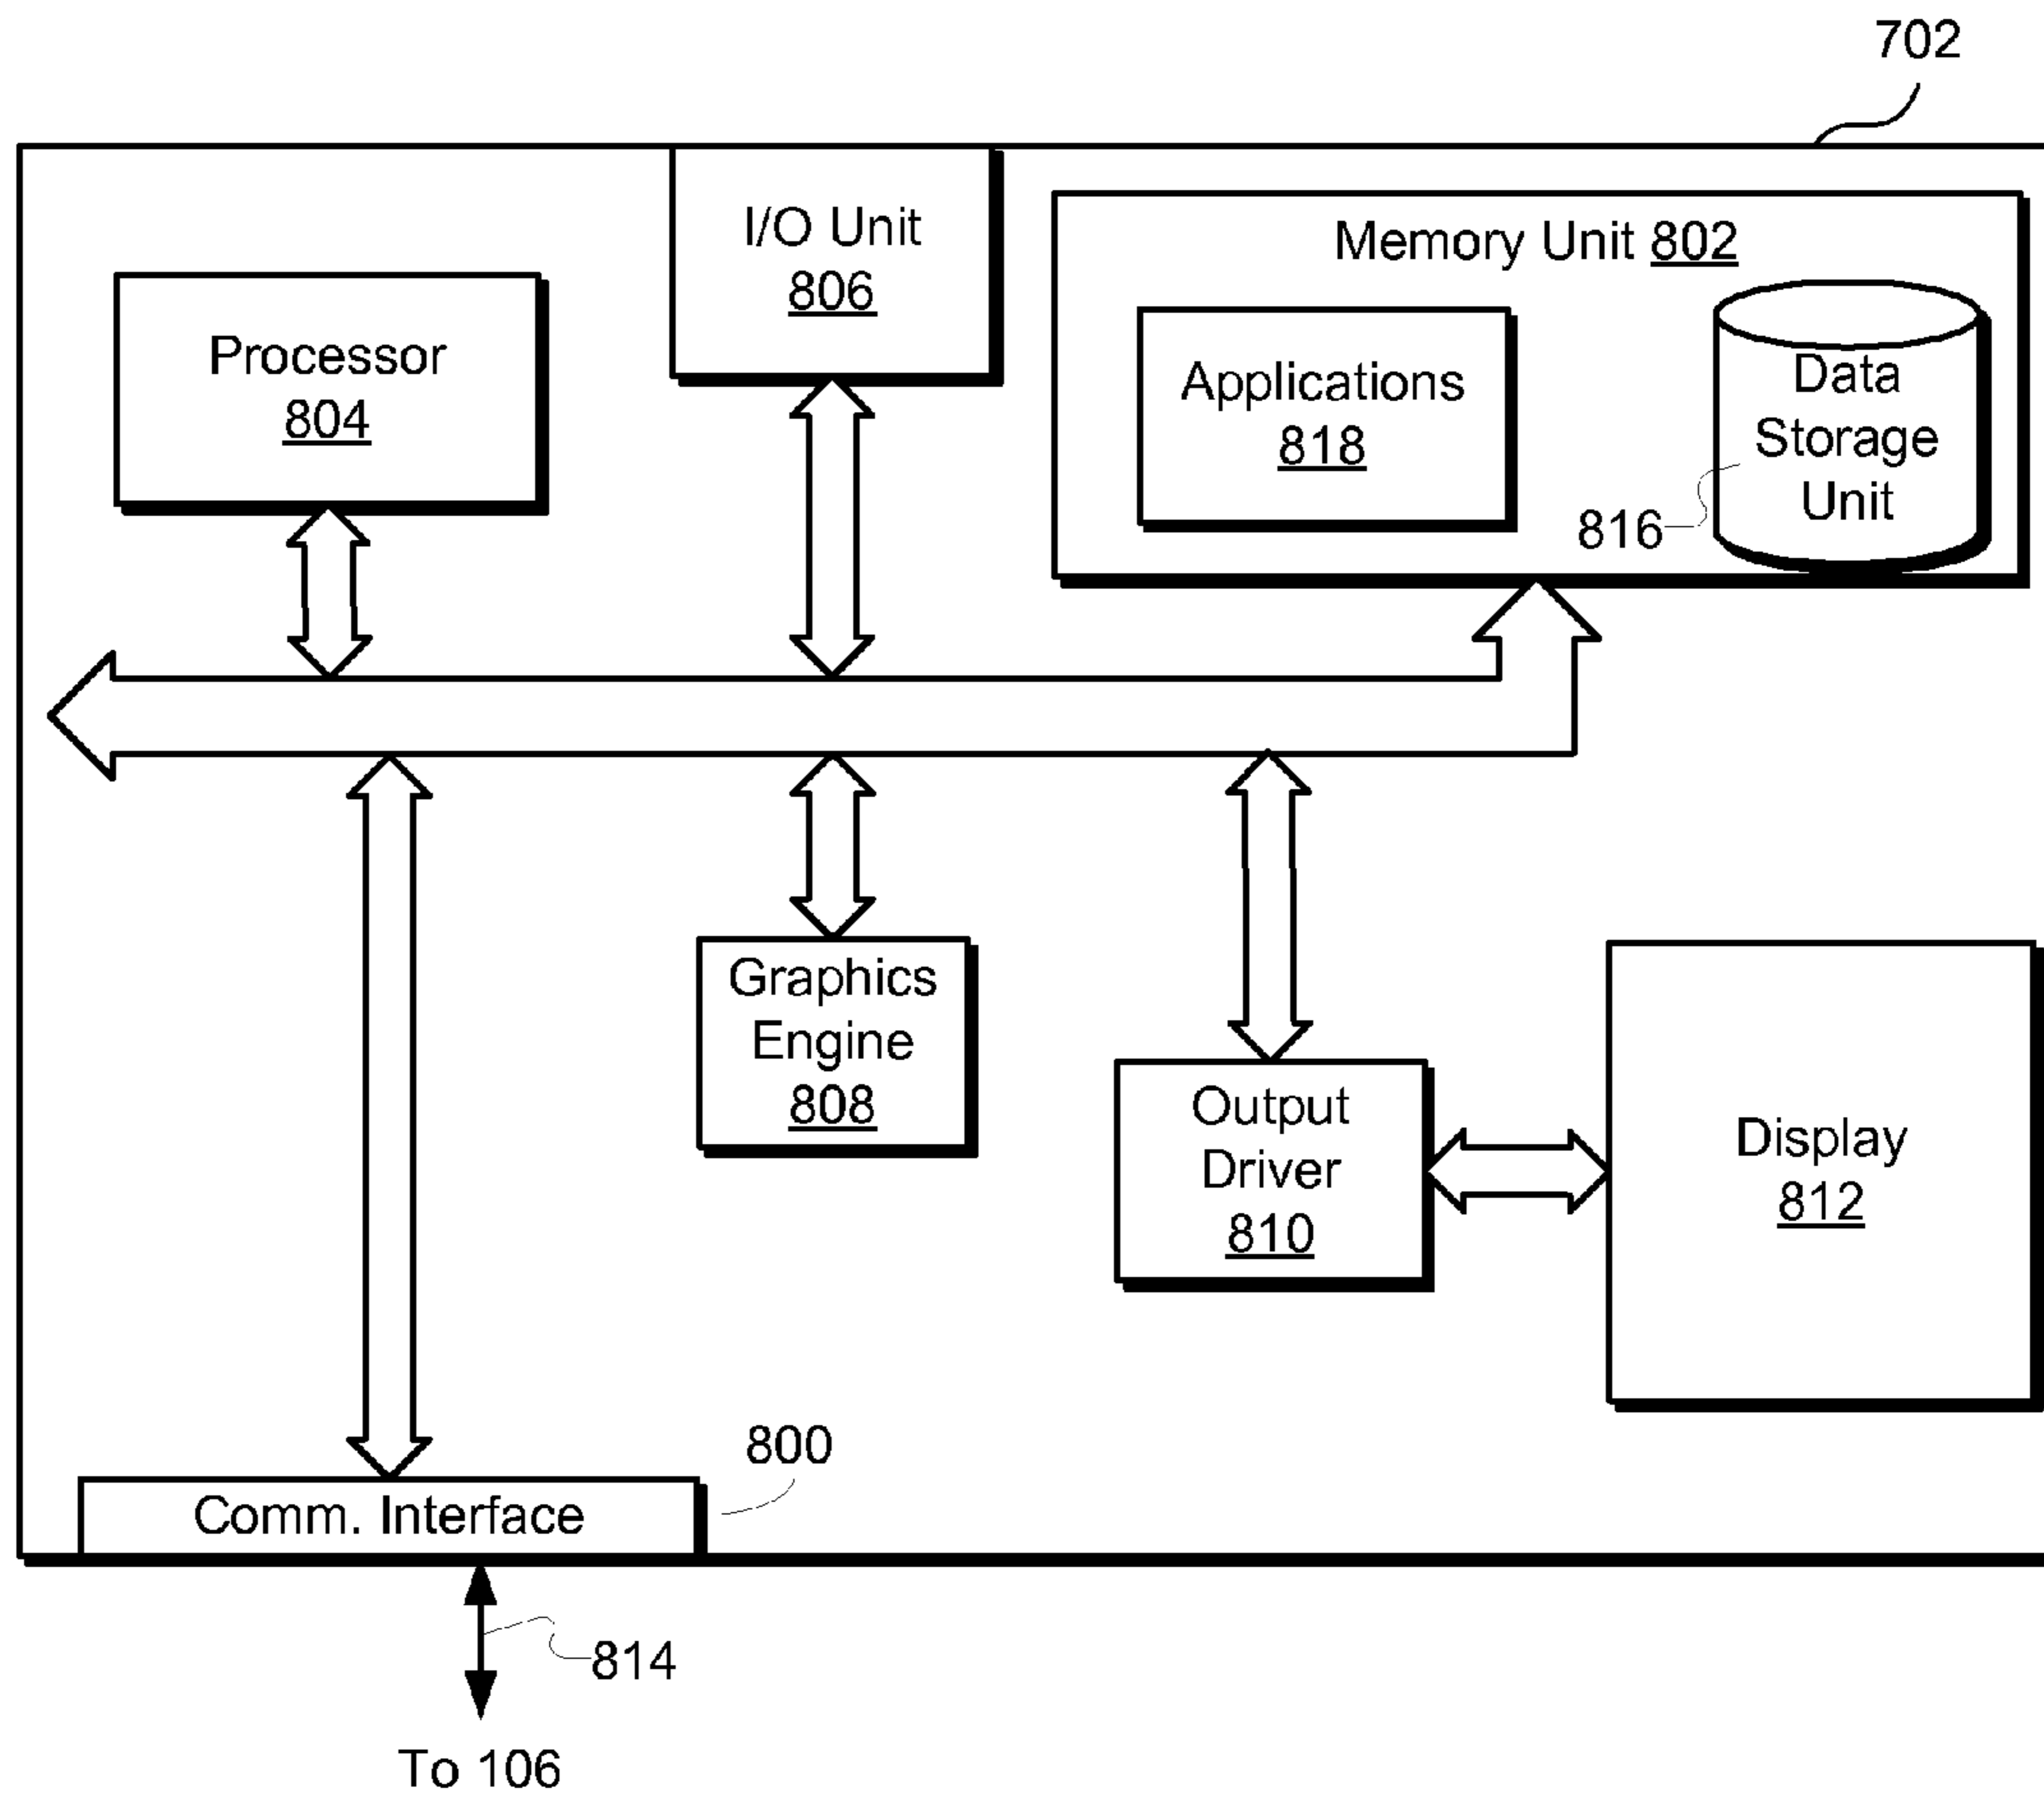 702
I/O Unit
806
Memory Unit 802
Processor
804
Applications
818
Data
Storage
Unit
816
Graphics
Engine
808
Output
Driver
810
Display
812
800
Comm. Interface
814
To 106